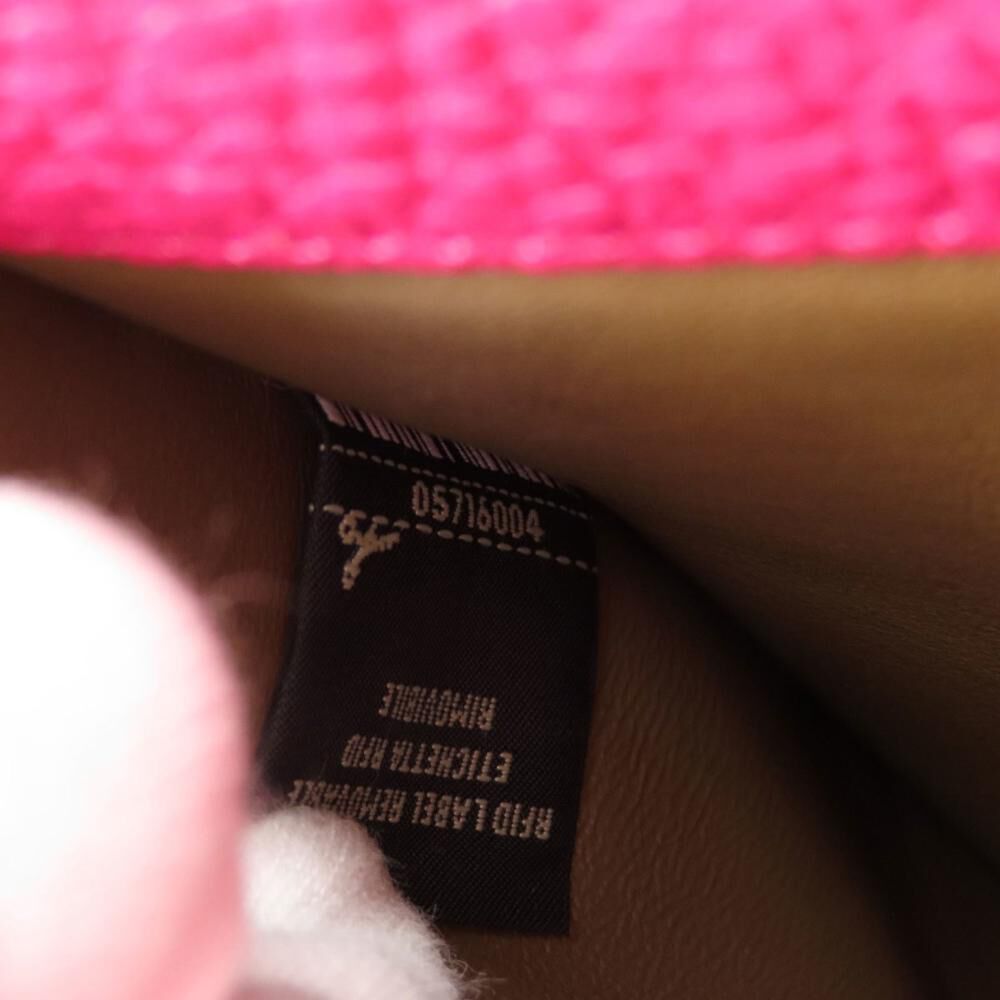 05716004
RFID LABEL REMOVABLE
ETICHETTA RFID
RIMOVIBILE